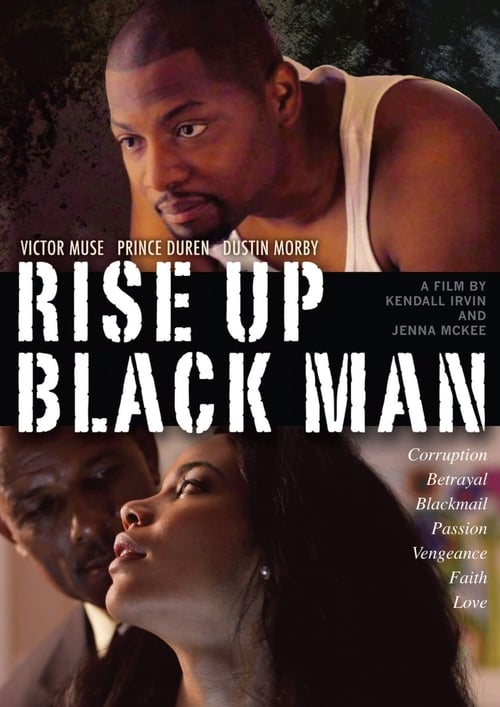 VICTOR MUSE PRINCE DUREN DUSTIN MORBY
RISE UP
BLACK MAN
A FILM BY
KENDALL IRVIN
AND
JENNA MCKEE
Corruption
Betrayal
Blackmail
Passion
Vengeance
Faith
Love